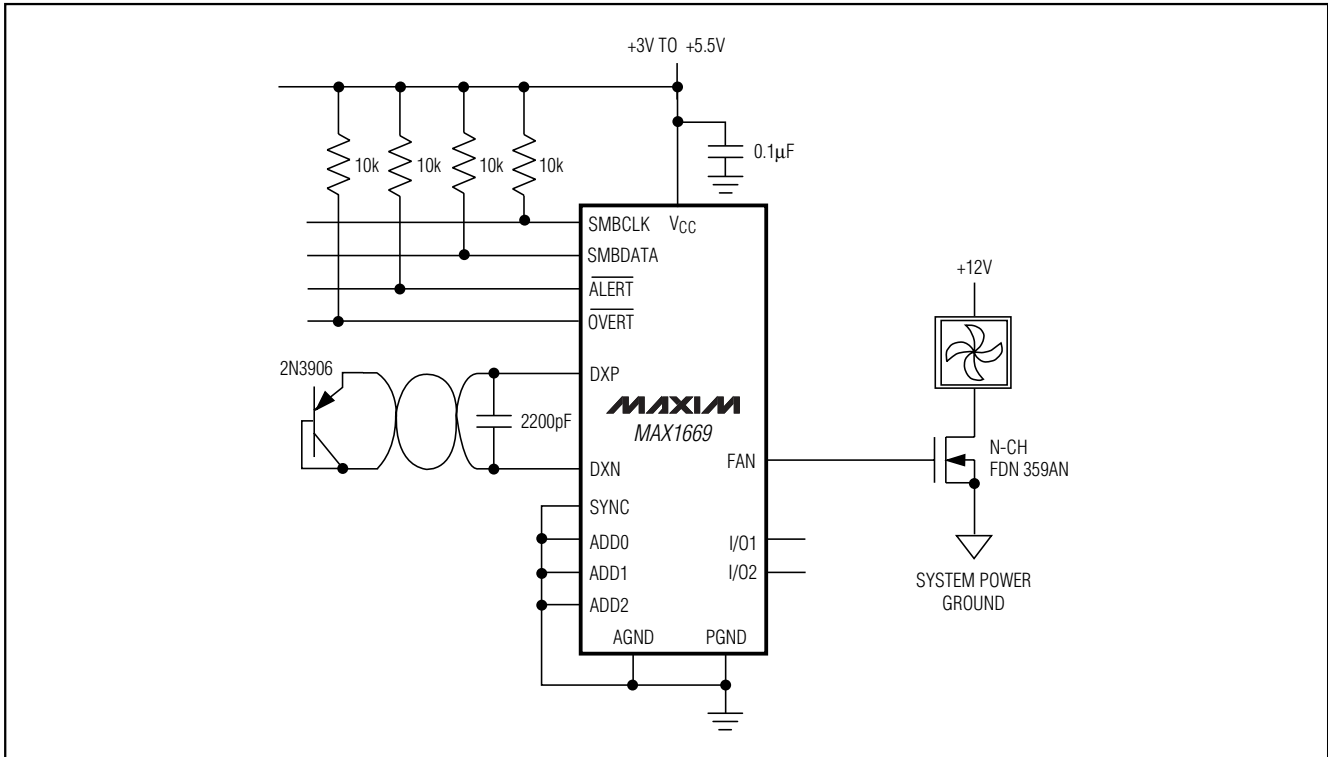 +3V TO +5.5V
10k
10k
10k
10k
0.1μF
SMBCLK
VCC
SMBDATA
ALERT
OVERT
+12V
2N3906
DXP
2200pF
MAXIM
MAX1669
DXN
FAN
N-CH
FDN 359AN
SYNC
ADD0
I/O1
ADD1
I/O2
ADD2
SYSTEM POWER
GROUND
AGND
PGND